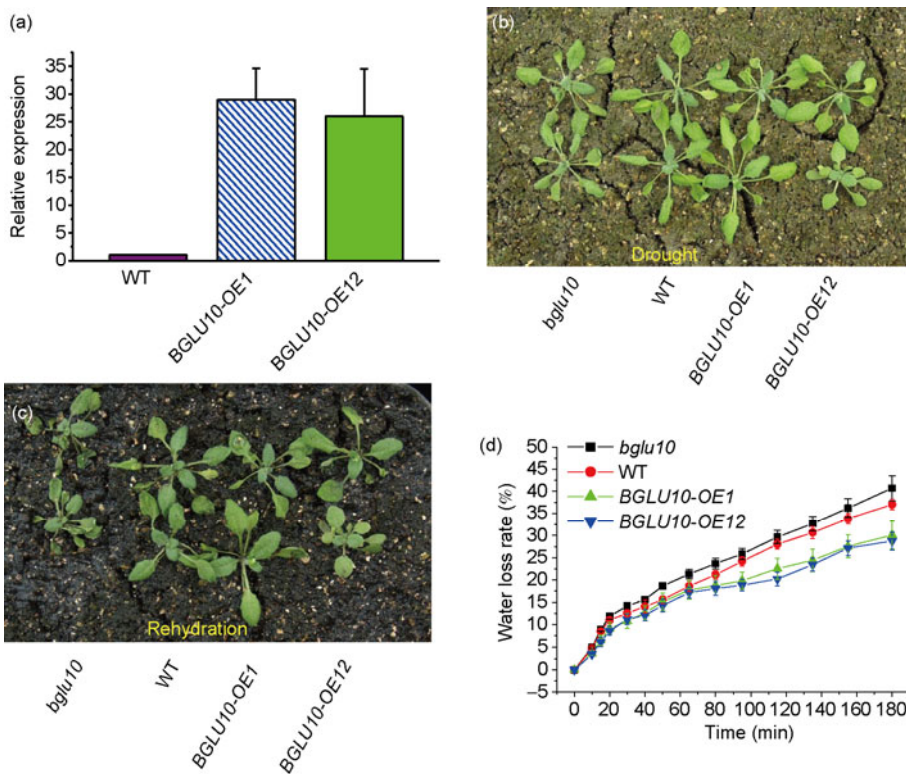 (a)
35
30
25
20
15
10
5
0
Relative expression
WT
BGLU10-OE1
BGLU10-OE12
(b)
Drought
bglu10
WT
BGLU10-OE1
BGLU10-OE12
(c)
Rehydration
bglu10
WT
BGLU10-OE1
BGLU10-OE12
(d)
50
45
40
35
30
25
20
15
10
5
0
–5
Water loss rate (%)
bglu10
WT
BGLU10-OE1
BGLU10-OE12
0 20 40 60 80 100 120 140 160 180
Time (min)